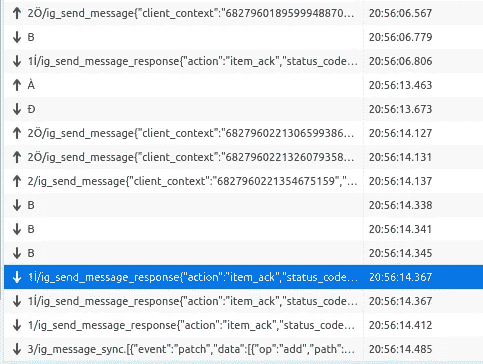 ↑ 2Ö/ig_send_message{"client_context":"6827960189599948870... 20:56:06.567
↓ B 20:56:06.779
↓ 1Í/ig_send_message_response{"action":"item_ack","status_code... 20:56:06.806
↑ À 20:56:13.463
↓ Ð 20:56:13.673
↑ 2Ö/ig_send_message{"client_context":"6827960221306599386... 20:56:14.127
↑ 2Ö/ig_send_message{"client_context":"6827960221326079358... 20:56:14.131
↑ 2/ig_send_message{"client_context":"6827960221354675159","... 20:56:14.137
↓ B 20:56:14.338
↓ B 20:56:14.341
↓ B 20:56:14.345
↓ 1Í/ig_send_message_response{"action":"item_ack","status_code... 20:56:14.367
↓ 1Í/ig_send_message_response{"action":"item_ack","status_code... 20:56:14.367
↓ 1/ig_send_message_response{"action":"item_ack","status_code... 20:56:14.412
↓ 3/ig_message_sync.[{"event":"patch","data":[{"op":"add","path":... 20:56:14.485